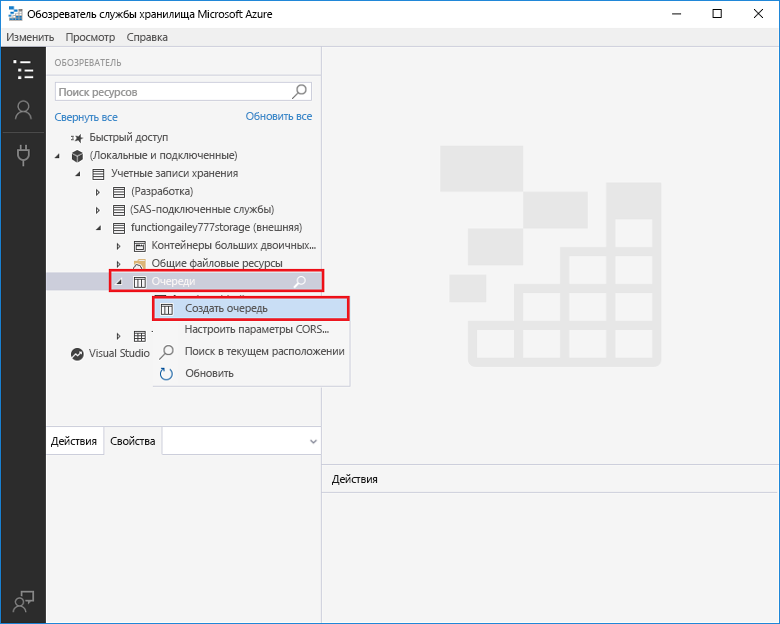 Обозреватель службы хранилища Microsoft Azure
Изменить Просмотр Справка
ОБОЗРЕВАТЕЛЬ
Поиск ресурсов
Свернуть все Обновить все
Быстрый доступ
(Локальные и подключенные)
Учетные записи хранения
(Разработка)
(SAS-подключенные службы)
functiongailey777storage (внешняя)
Контейнеры больших двоичных...
Общие файловые ресурсы
Очереди
Создать очередь
Настроить параметры CORS...
Visual Studio
Поиск в текущем расположении
Обновить
Действия Свойства
Действия